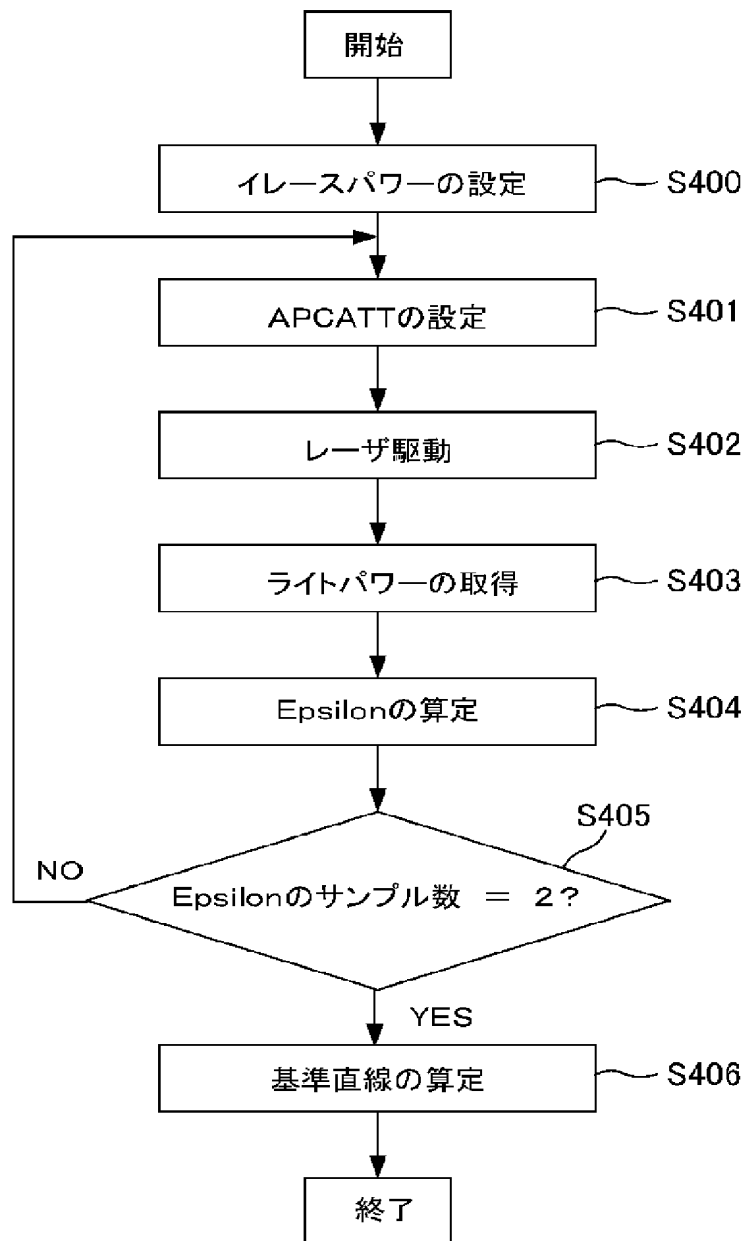 開始
イレースパワーの設定
S400
APCATTの設定
S401
レーザ駆動
S402
ライトパワーの取得
S403
Epsilonの算定
S404
S405
NO
Epsilonのサンプル数 = 2?
YES
基準直線の算定
S406
終了